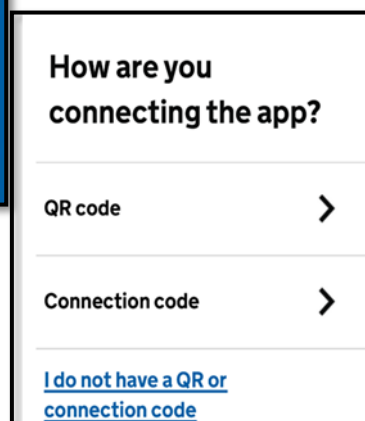 How are you
connecting the app?
QR code
Connection code
I do not have a QR or
connection code